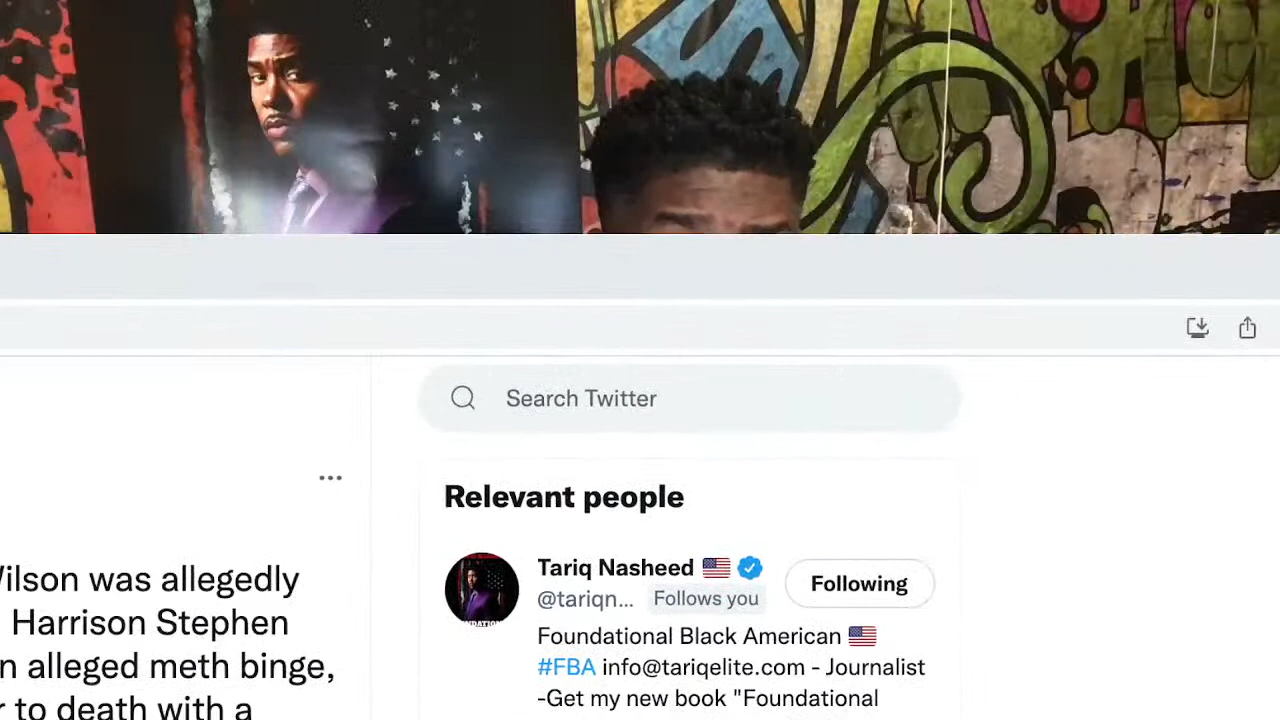 Search Twitter
Relevant people
Tariq Nasheed 🇺🇸
Following
@tariqn... Follows you
Foundational Black American 🇺🇸
#FBA info@tariqelite.com - Journalist
-Get my new book "Foundational
was allegedly
Harrison Stephen
alleged meth binge,
to death with a